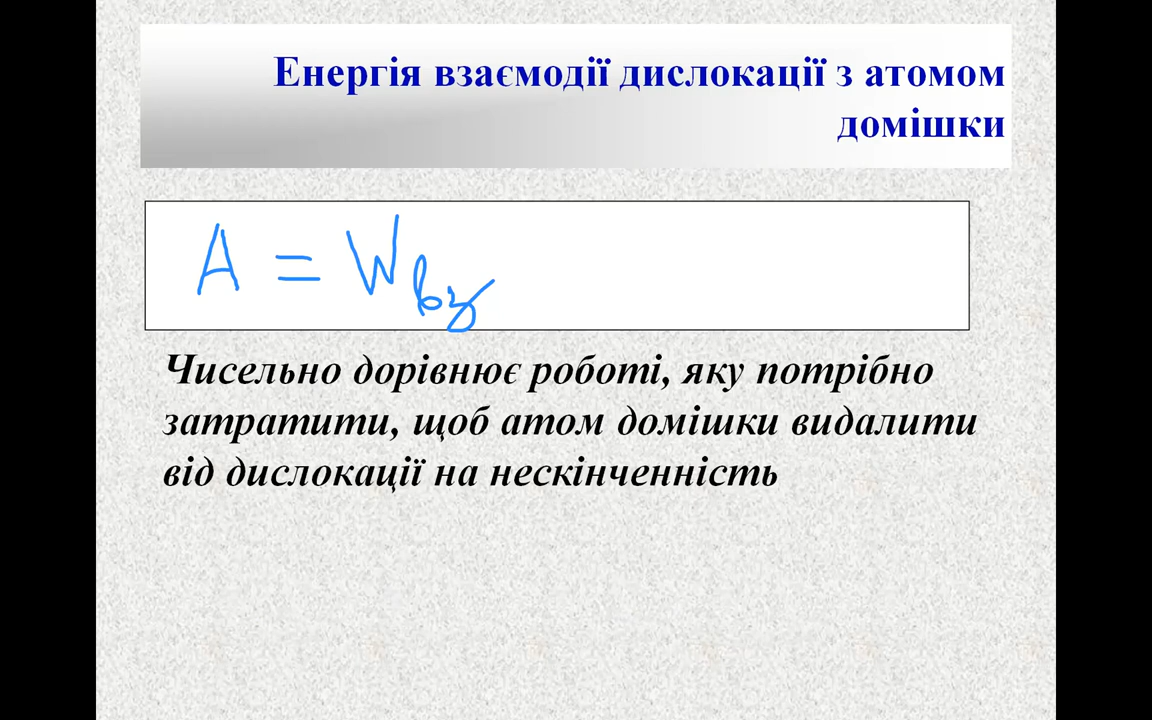 Енергія взаємодії дислокації з атомом
домішки
A = W вз
Чисельно дорівнює роботі, яку потрібно
затратити, щоб атом домішки видалити
від дислокації на нескінченність